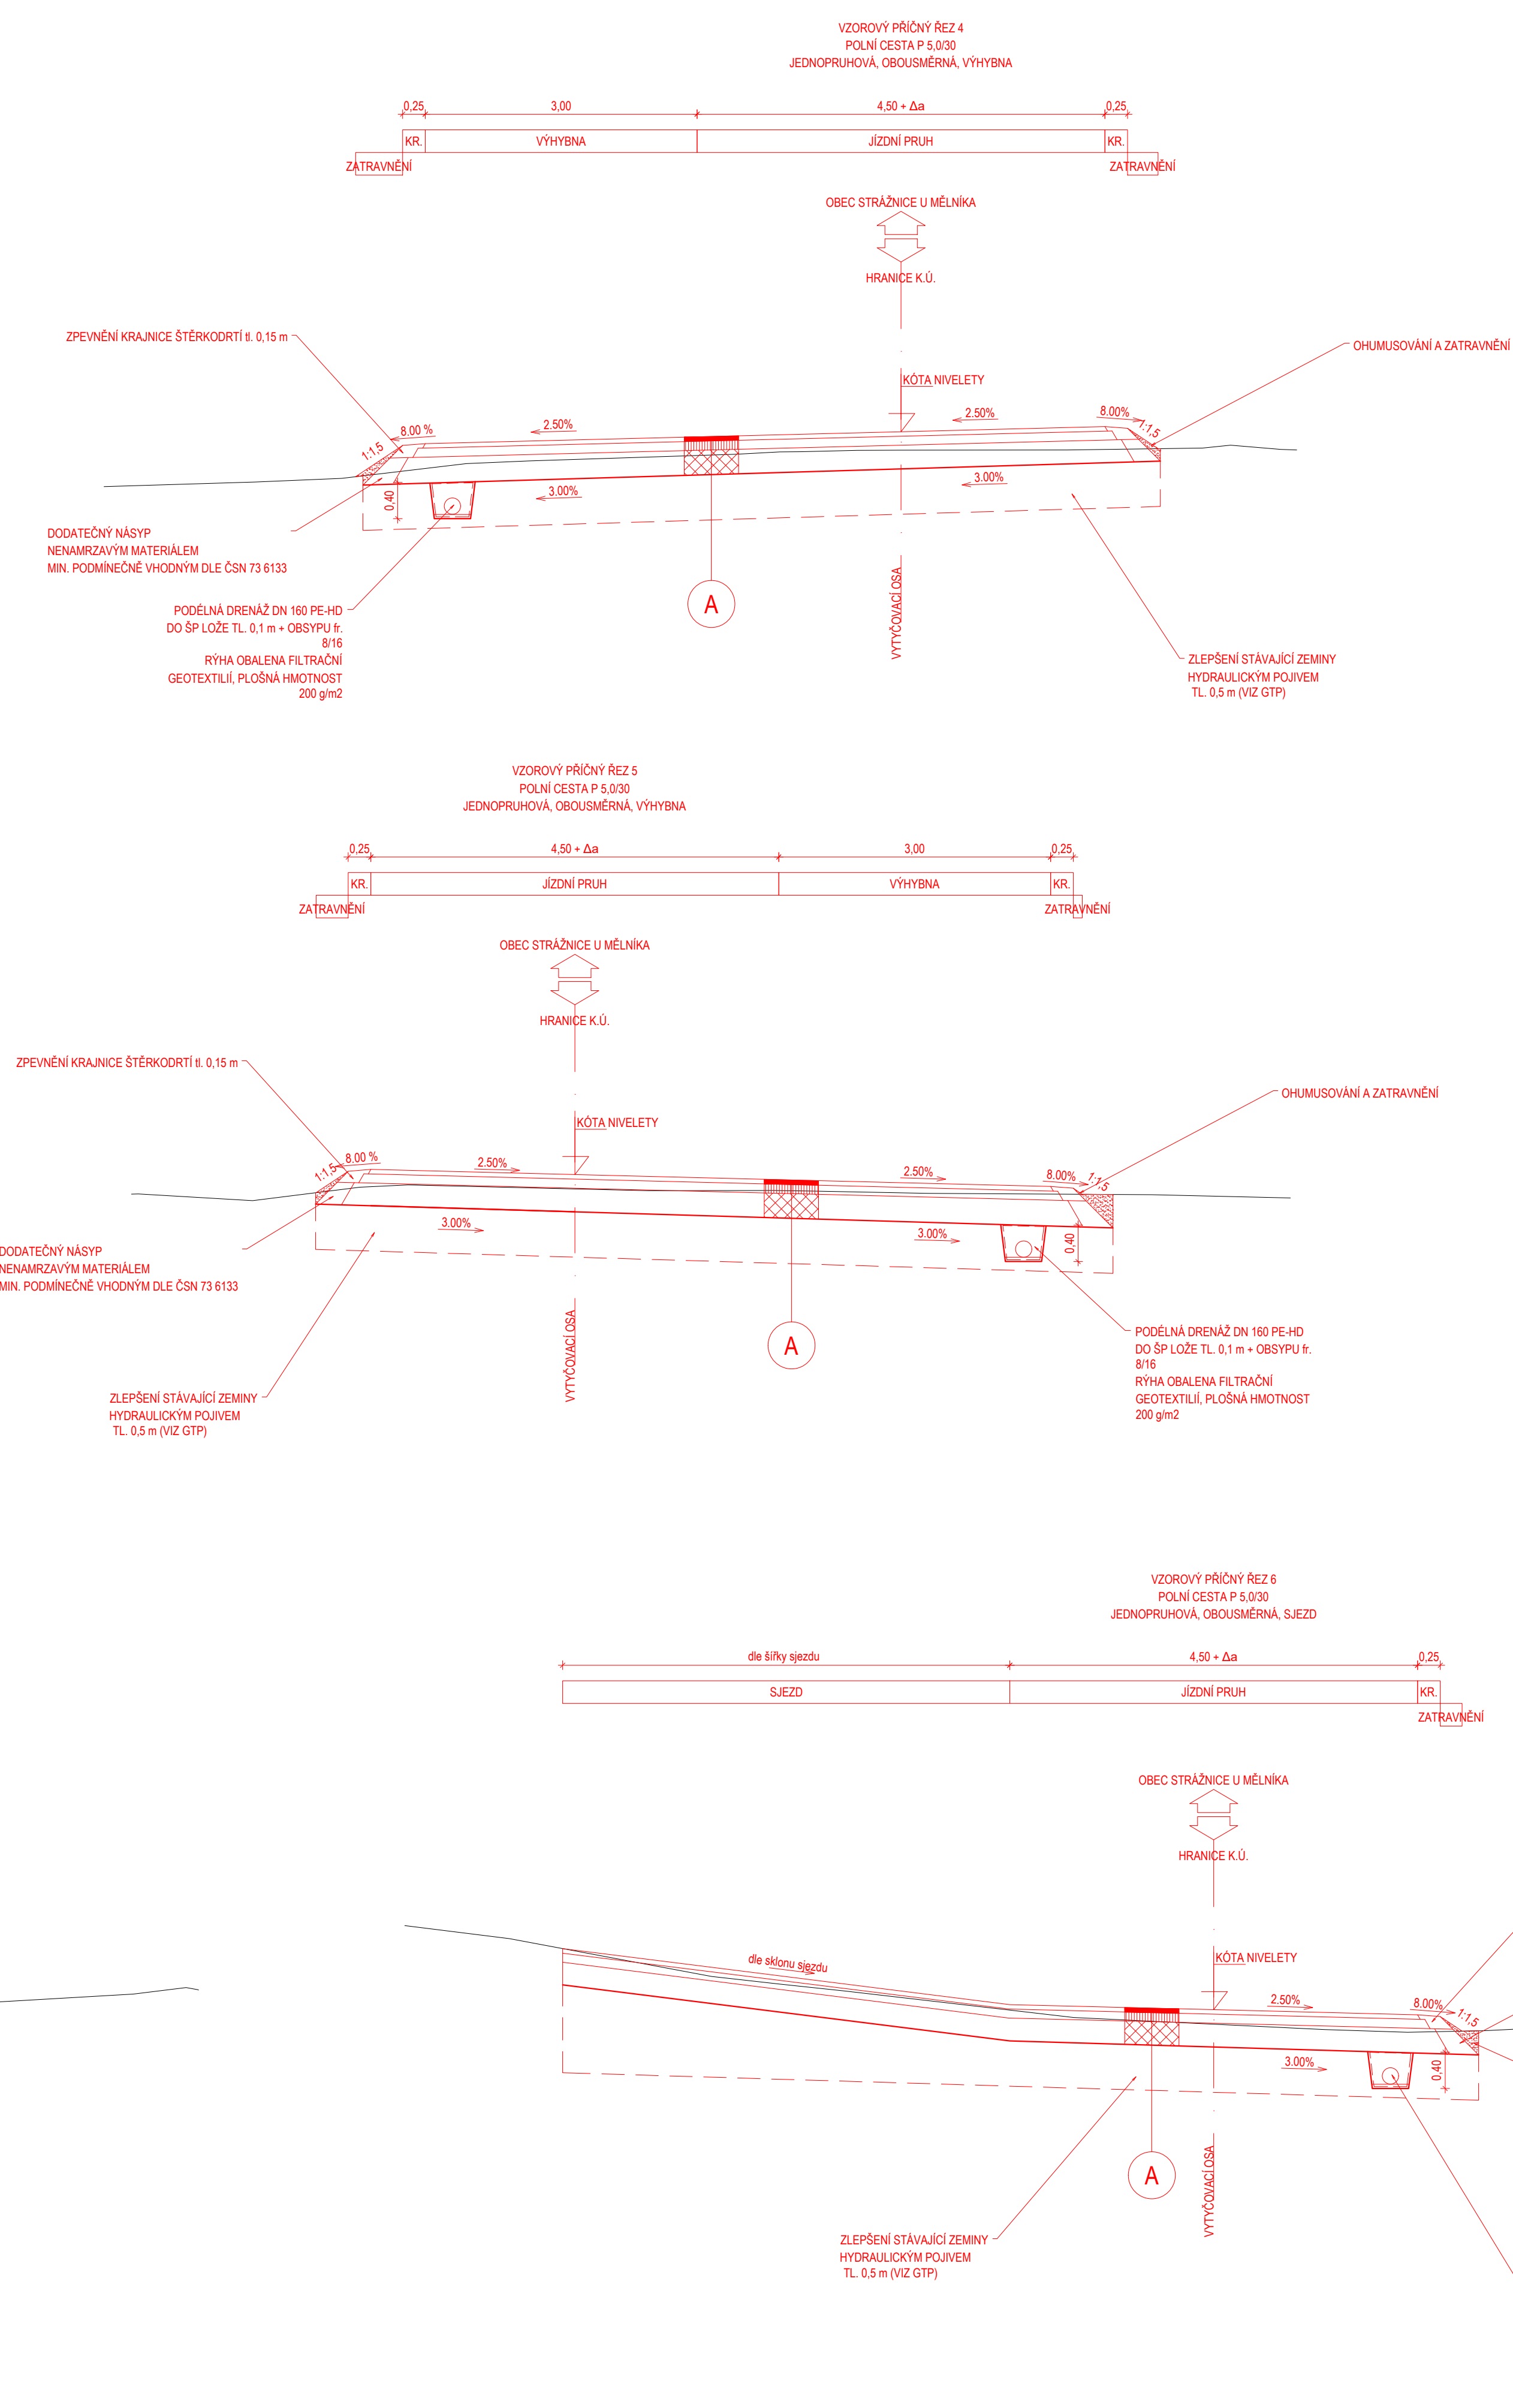 VZOROVÝ PŘÍČNÝ ŘEZ 4
POLNÍ CESTA P 5,0/30
JEDNOPRUHOVÁ, OBOUSMĚRNÁ, VÝHYBNA
0,25
3,00
4,50 + Δa
0,25
KR.
VÝHYBNA
JÍZDNÍ PRUH
KR.
ZATRAVNĚNÍ
ZATRAVNĚNÍ
OBEC STRÁŽNICE U MĚLNÍKA
HRANICE K.Ú.
ZPEVNĚNÍ KRAJNICE ŠTĚRKODRTÍ tl. 0,15 m
OHUMUSOVÁNÍ A ZATRAVNĚNÍ
KÓTA NIVELETY
1:1,5
8.00 %
2.50%
2.50%
8.00%
1:1,5
0,40
3.00%
3.00%
DODATEČNÝ NÁSYP
NENAMRZAVÝM MATERIÁLEM
MIN. PODMÍNEČNĚ VHODNÝM DLE ČSN 73 6133
A
VYTYČOVACÍ OSA
PODÉLNÁ DRENÁŽ DN 160 PE-HD
DO ŠP LOŽE TL. 0,1 m + OBSYPU fr.
8/16
RÝHA OBALENA FILTRAČNÍ
GEOTEXTILIÍ, PLOŠNÁ HMOTNOST
200 g/m2
ZLEPŠENÍ STÁVAJÍCÍ ZEMINY
HYDRAULICKÝM POJIVEM
TL. 0,5 m (VIZ GTP)
VZOROVÝ PŘÍČNÝ ŘEZ 5
POLNÍ CESTA P 5,0/30
JEDNOPRUHOVÁ, OBOUSMĚRNÁ, VÝHYBNA
0,25
4,50 + Δa
3,00
0,25
KR.
JÍZDNÍ PRUH
VÝHYBNA
KR.
ZATRAVNĚNÍ
ZATRAVNĚNÍ
OBEC STRÁŽNICE U MĚLNÍKA
HRANICE K.Ú.
ZPEVNĚNÍ KRAJNICE ŠTĚRKODRTÍ tl. 0,15 m
OHUMUSOVÁNÍ A ZATRAVNĚNÍ
KÓTA NIVELETY
1:1,5
8.00 %
2.50%
2.50%
8.00%
1:1,5
3.00%
3.00%
0,40
DODATEČNÝ NÁSYP
NENAMRZAVÝM MATERIÁLEM
MIN. PODMÍNEČNĚ VHODNÝM DLE ČSN 73 6133
A
VYTYČOVACÍ OSA
PODÉLNÁ DRENÁŽ DN 160 PE-HD
DO ŠP LOŽE TL. 0,1 m + OBSYPU fr.
8/16
RÝHA OBALENA FILTRAČNÍ
GEOTEXTILIÍ, PLOŠNÁ HMOTNOST
200 g/m2
ZLEPŠENÍ STÁVAJÍCÍ ZEMINY
HYDRAULICKÝM POJIVEM
TL. 0,5 m (VIZ GTP)
VZOROVÝ PŘÍČNÝ ŘEZ 6
POLNÍ CESTA P 5,0/30
JEDNOPRUHOVÁ, OBOUSMĚRNÁ, SJEZD
dle šířky sjezdu
4,50 + Δa
0,25
SJEZD
JÍZDNÍ PRUH
KR.
ZATRAVNĚNÍ
OBEC STRÁŽNICE U MĚLNÍKA
HRANICE K.Ú.
KÓTA NIVELETY
dle sklonu sjezdu
2.50%
8.00%
1:1,5
3.00%
0,40
A
VYTYČOVACÍ OSA
ZLEPŠENÍ STÁVAJÍCÍ ZEMINY
HYDRAULICKÝM POJIVEM
TL. 0,5 m (VIZ GTP)